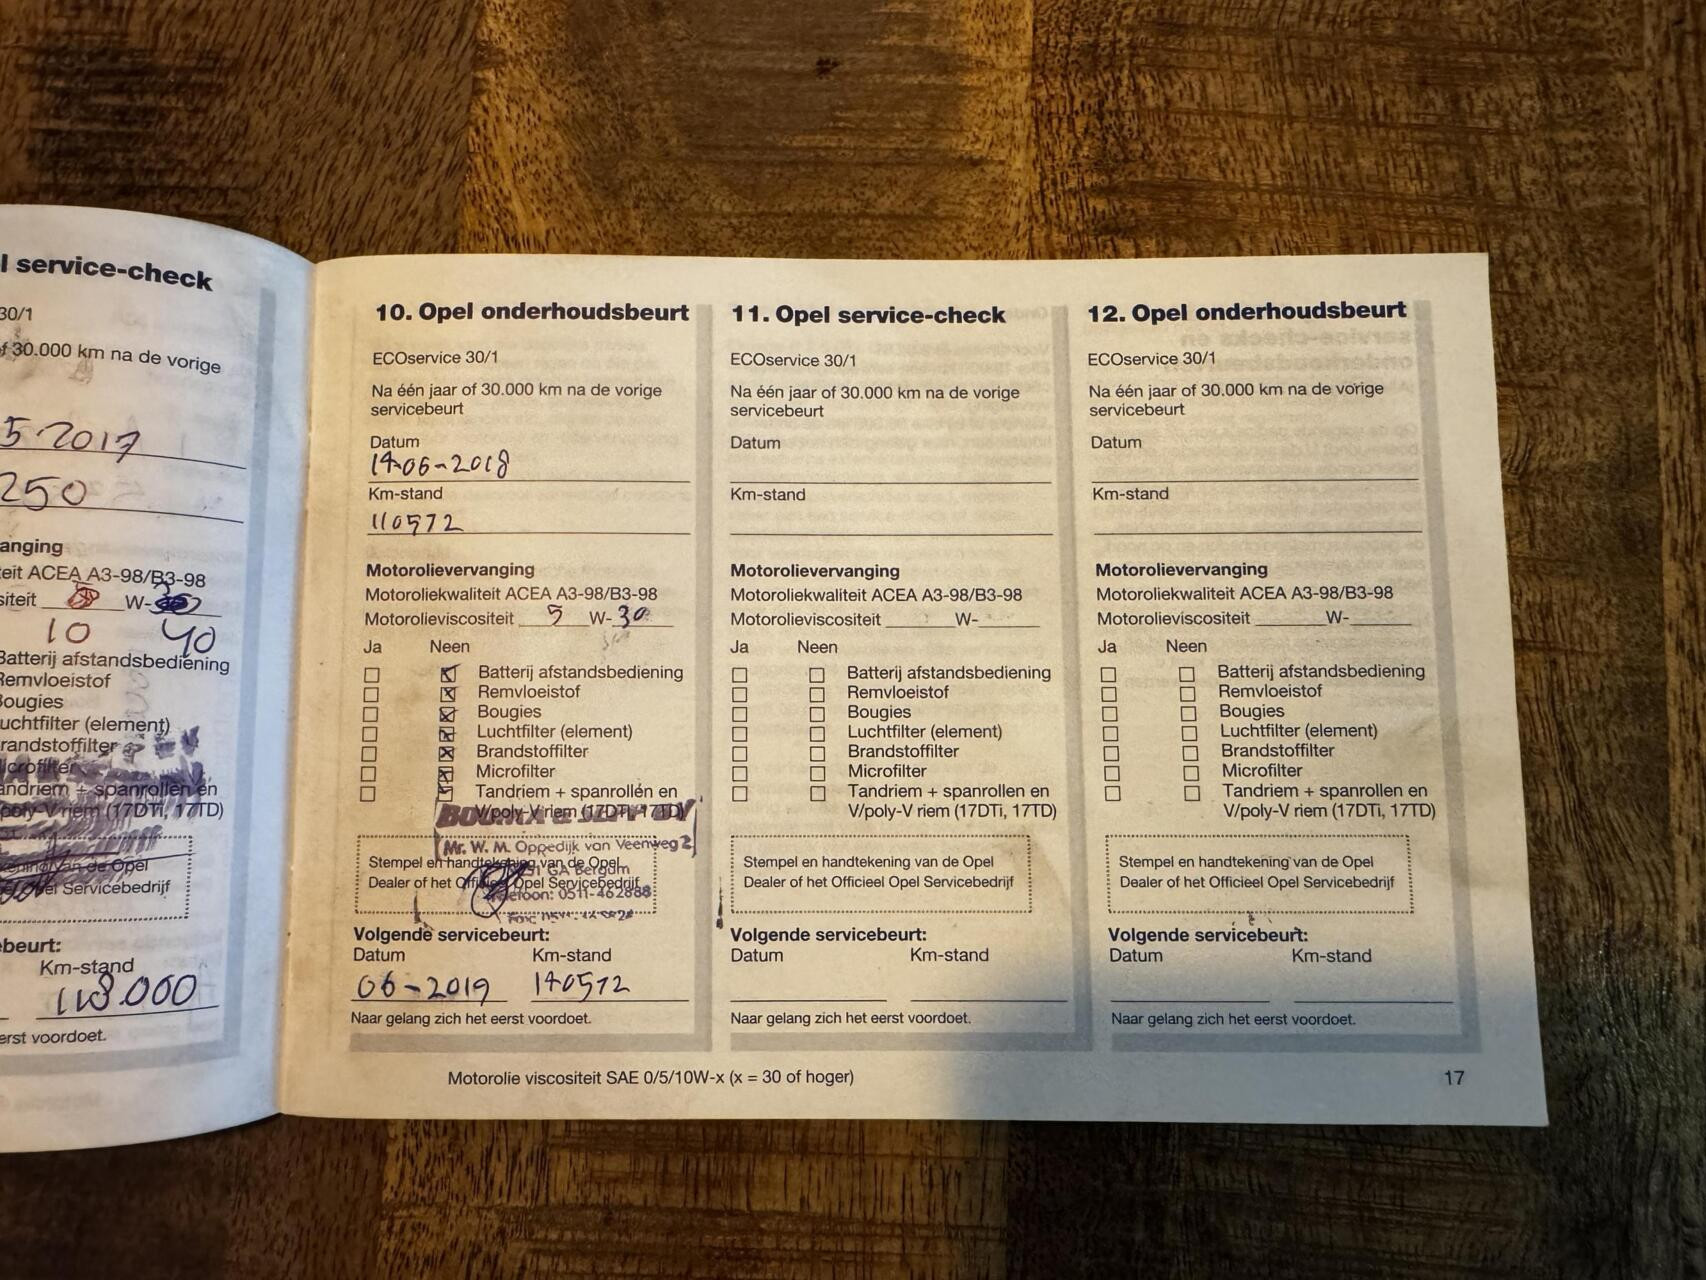 l service-check
30/1
f 30.000 km na de vorige
5 2017
250
anging
eit ACEA A3-98/B3-98
siteit W-
10 40
Batterij afstandsbediening
Remvloeistof
Bougies
uchtfilter (element)
randstoffilter
icrofilter
andriem + spanrollen en
/poly-V riem (17DTi, 17TD)
kening van de Opel
Opel Servicebedrijf
ebeurt:
Km-stand
118.000
erst voordoet.
10. Opel onderhoudsbeurt
ECOservice 30/1
Na één jaar of 30.000 km na de vorige
servicebeurt
Datum
14-06-2018
Km-stand
110572
Motorolievervanging
Motoroliekwaliteit ACEA A3-98/B3-98
Motorolieviscositeit 5 W-30
Ja Neen
Batterij afstandsbediening
Remvloeistof
Bougies
Luchtfilter (element)
Brandstoffilter
Microfilter
Tandriem + spanrollen en
V/poly-V riem (17DTi, 17TD)
Mr. W. M. Oppedijk van Veenweg 2
Stempel en handtekening van de Opel
GA Bergum
Dealer of het Officieel Opel Servicebedrijf
Telefoon: 0511-462888
Volgende servicebeurt:
Datum Km-stand
06-2019 140572
Naar gelang zich het eerst voordoet.
11. Opel service-check
ECOservice 30/1
Na één jaar of 30.000 km na de vorige
servicebeurt
Datum
Km-stand
Motorolievervanging
Motoroliekwaliteit ACEA A3-98/B3-98
Motorolieviscositeit W-
Ja Neen
Batterij afstandsbediening
Remvloeistof
Bougies
Luchtfilter (element)
Brandstoffilter
Microfilter
Tandriem + spanrollen en
V/poly-V riem (17DTi, 17TD)
Stempel en handtekening van de Opel
Dealer of het Officieel Opel Servicebedrijf
Volgende servicebeurt:
Datum Km-stand
Naar gelang zich het eerst voordoet.
12. Opel onderhoudsbeurt
ECOservice 30/1
Na één jaar of 30.000 km na de vorige
servicebeurt
Datum
Km-stand
Motorolievervanging
Motoroliekwaliteit ACEA A3-98/B3-98
Motorolieviscositeit W-
Ja Neen
Batterij afstandsbediening
Remvloeistof
Bougies
Luchtfilter (element)
Brandstoffilter
Microfilter
Tandriem + spanrollen en
V/poly-V riem (17DTi, 17TD)
Stempel en handtekening van de Opel
Dealer of het Officieel Opel Servicebedrijf
Volgende servicebeurt:
Datum Km-stand
Naar gelang zich het eerst voordoet.
Motorolie viscositeit SAE 0/5/10W-x (x = 30 of hoger)
17